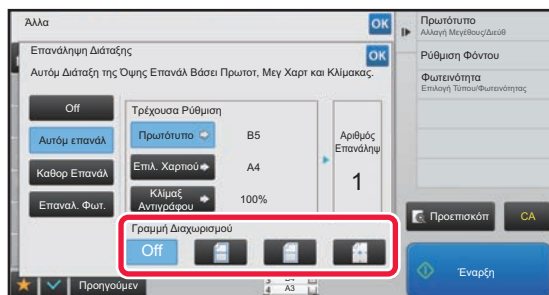 Άλλα
OK
Επανάληψη Διάταξης
OK
Αυτόμ Διάταξη της Όψης Επανάλ Βάσει Πρωτοτ, Μεγ Χαρτ και Κλίμακας.
Off
Αυτόμ επανάλ
Καθορ Επανάλ
Επαναλ. Φωτ.
Τρέχουσα Ρύθμιση
Πρωτότυπο
B5
Επιλ. Χαρτιού
A4
Κλίμαξ
Αντιγράφου
100%
Αριθμός
Επανάληψ
1
Γραμμή Διαχωρισμού
Off
Προηγούμεν
4 A3
Πρωτότυπο
Αλλαγή Μεγέθους/Διεύθ
Ρύθμιση Φόντου
Φωτεινότητα
Επιλογή Τύπου/Φωτεινότητας
Προεπισκόπ
CA
Έναρξη